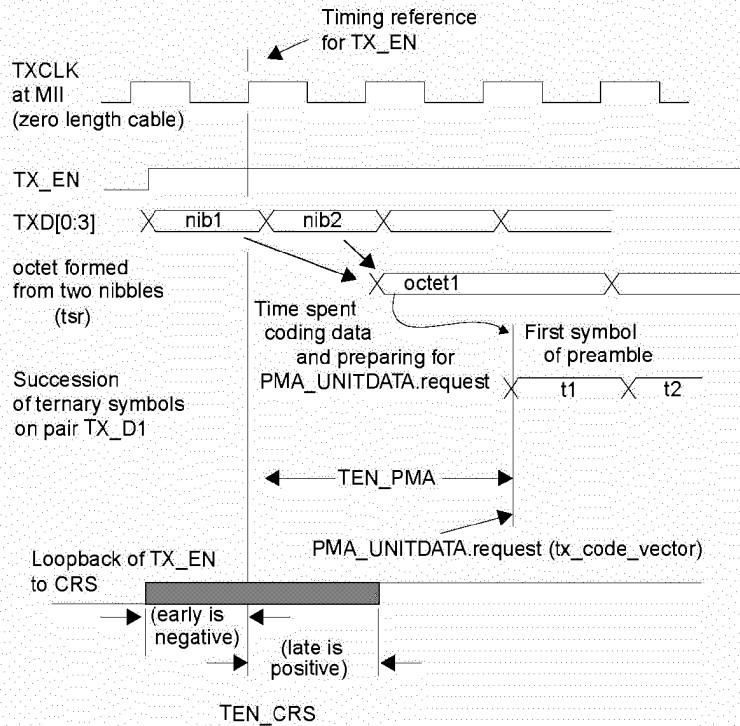 Timing reference
for TX_EN
TXCLK
at MII
(zero length cable)
TX_EN
TXD[0:3]
nib1
nib2
octet formed
from two nibbles
(tsr)
octet1
Time spent
coding data
and preparing for
PMA_UNITDATA.request
First symbol
of preamble
Succession
of ternary symbols
on pair TX_D1
t1
t2
TEN_PMA
PMA_UNITDATA.request (tx_code_vector)
Loopback of TX_EN
to CRS
(early is
negative)
(late is
positive)
TEN_CRS